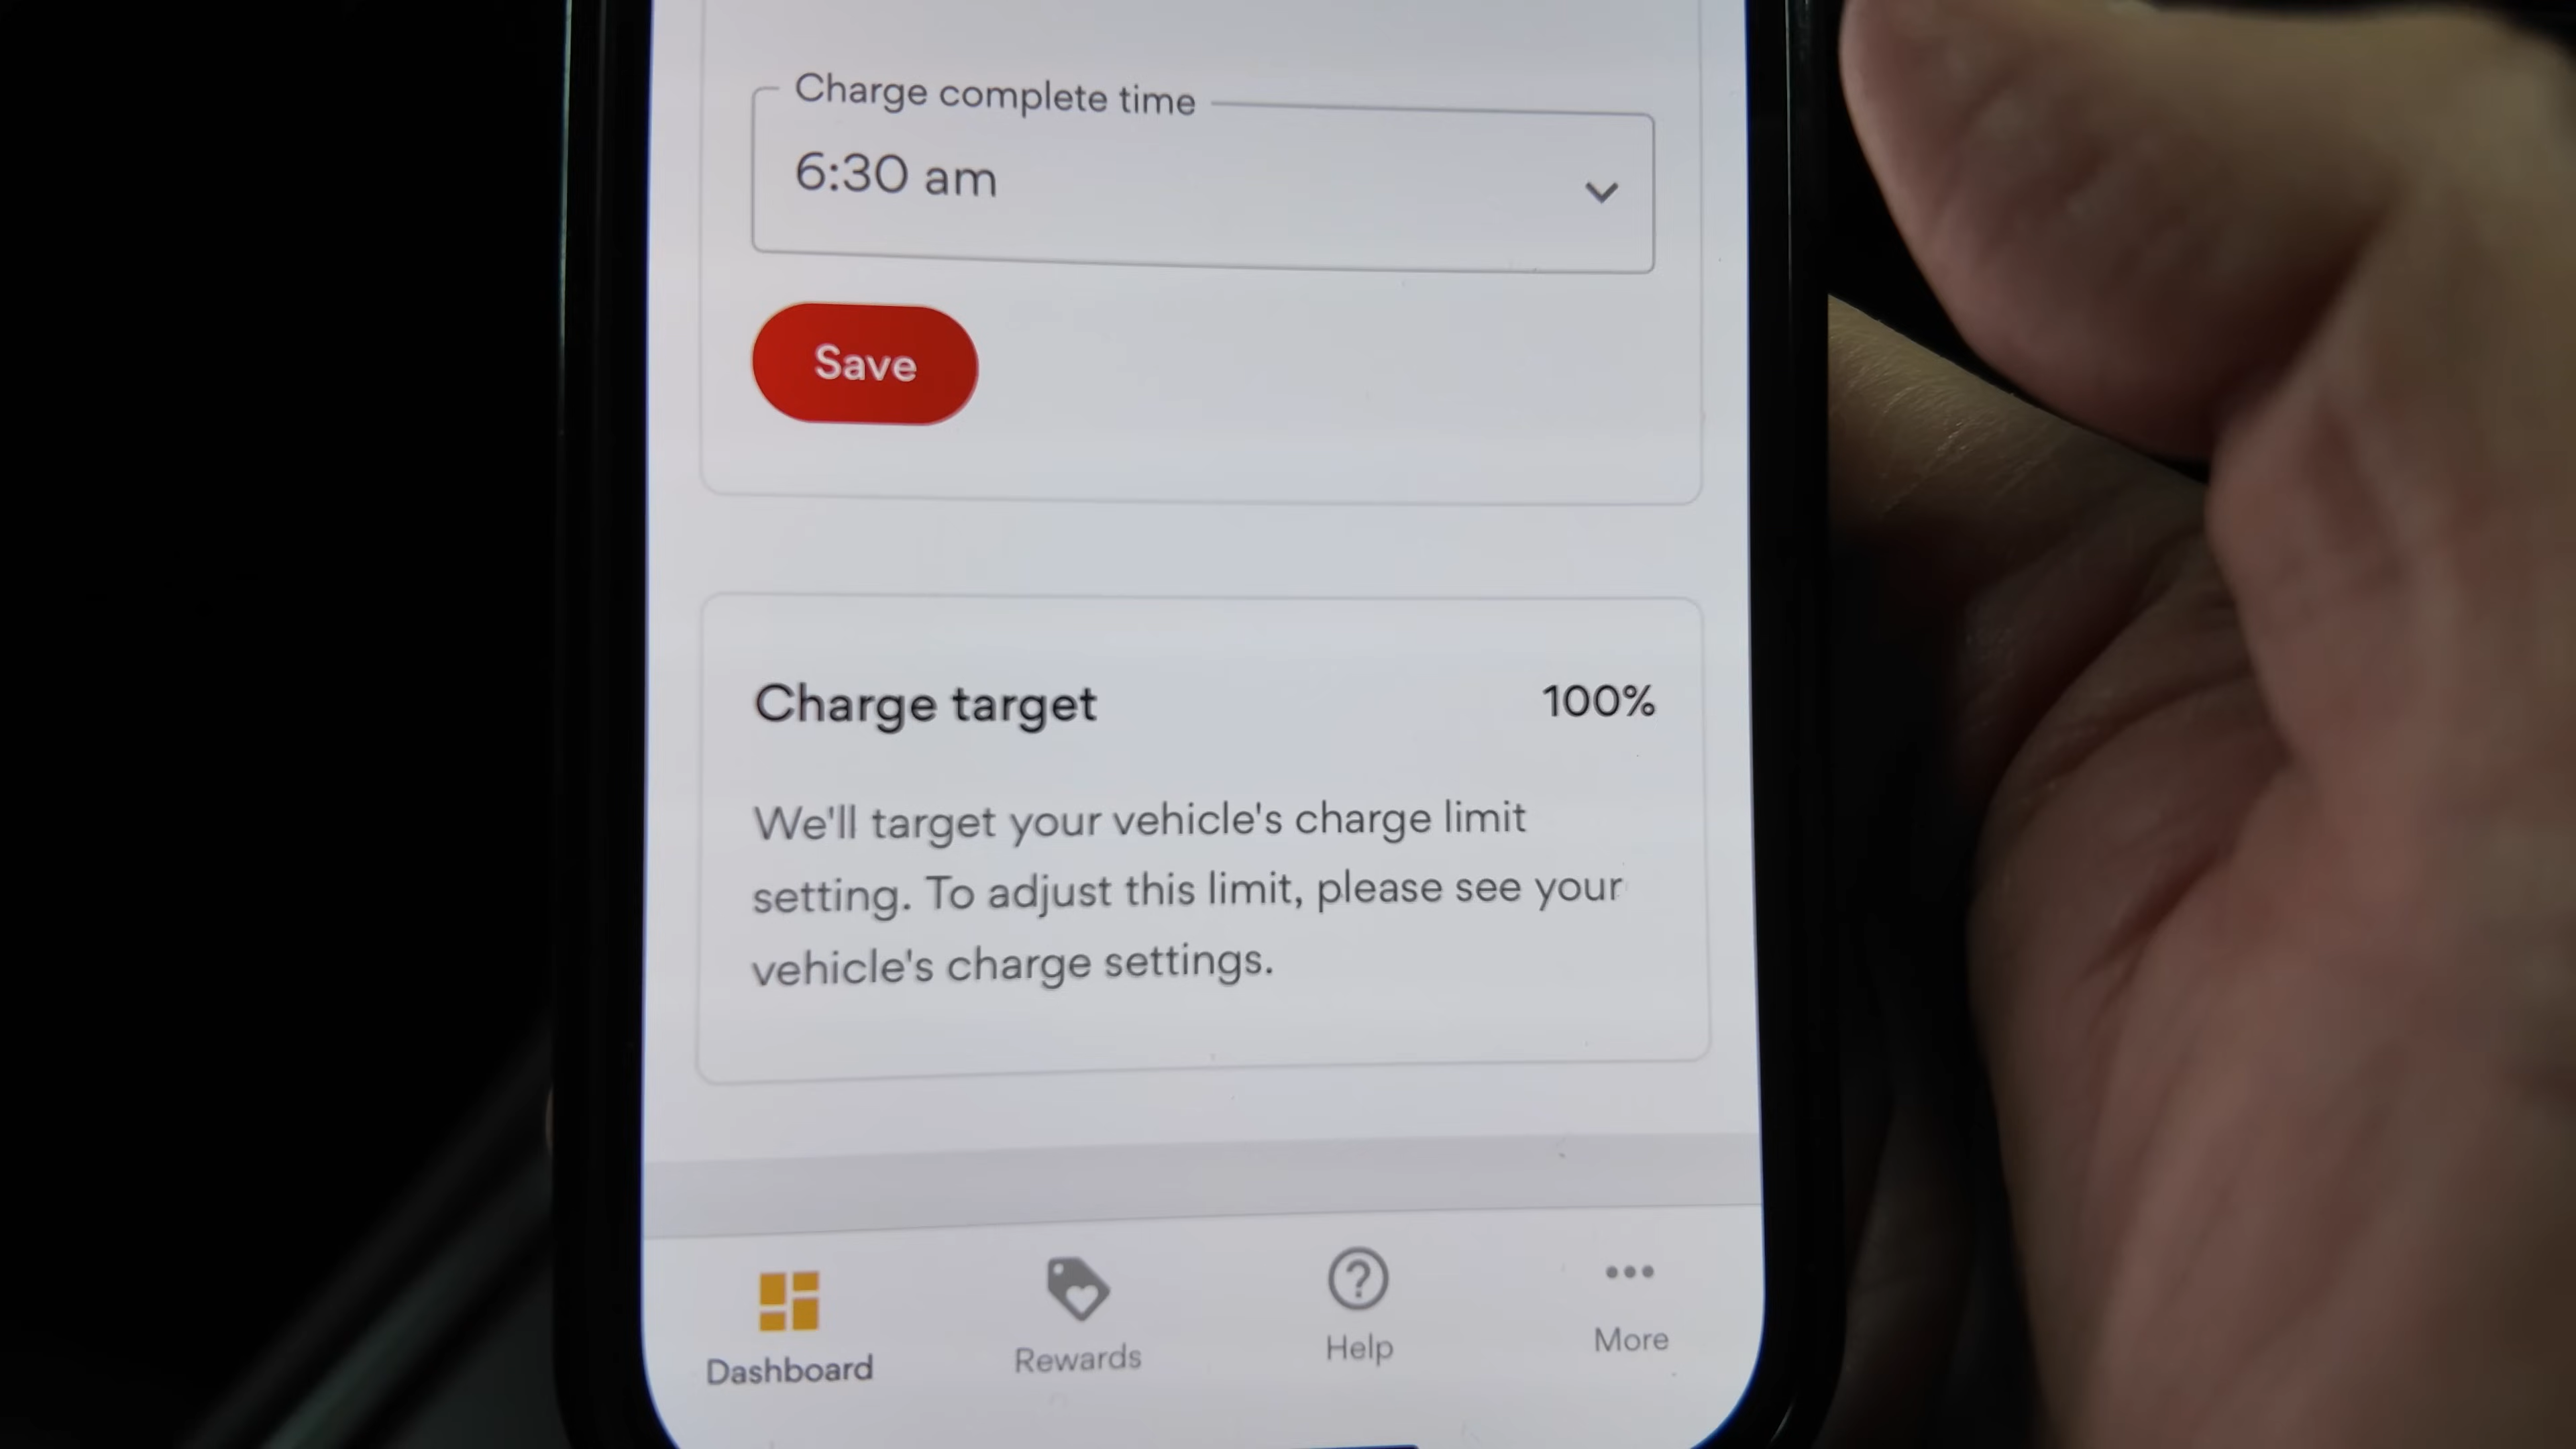 Charge complete time
6:30 am
Save
Charge target 100%
We'll target your vehicle's charge limit
setting. To adjust this limit, please see your
vehicle's charge settings.
Dashboard Rewards Help More